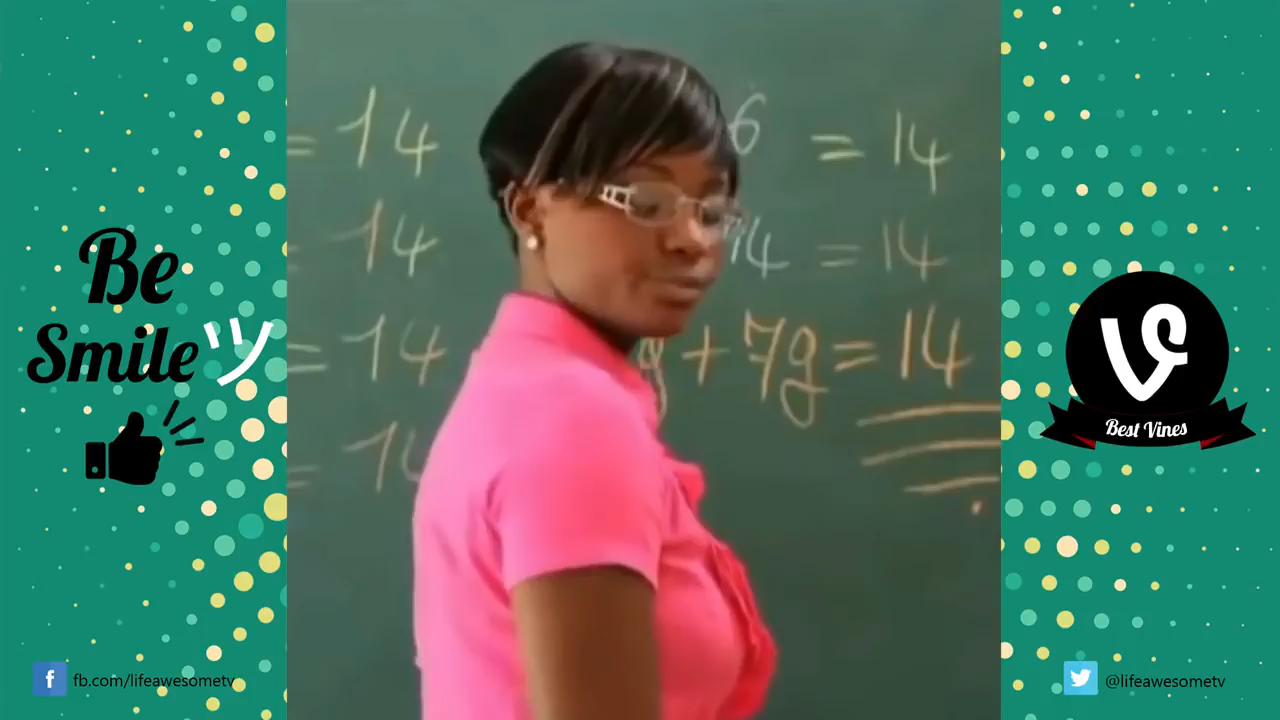 Be
Smileツ
= 14
6 = 14
= 14
14 = 14
= 14
g + 7g = 14
= 14
Best Vines
fb.com/lifeawesometv
@lifeawesometv